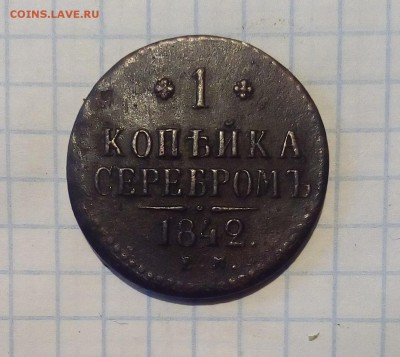 COINS.LAVE.RU
1
КОПѢЙКА
СЕРЕБРОМЪ
1842.